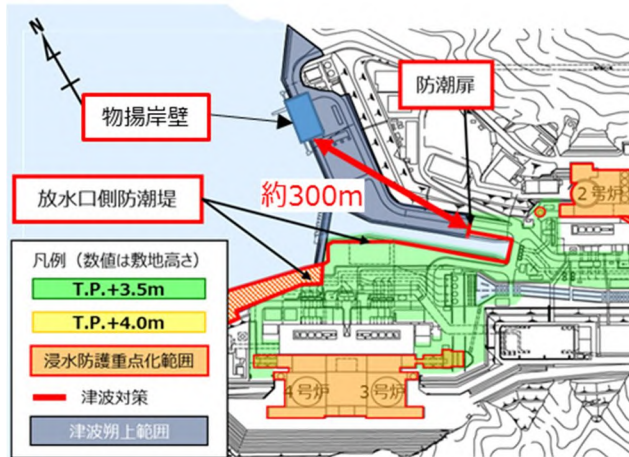 N
物揚岸壁
防潮扉
約300m
放水口側防潮堤
２号炉
凡例（数値は敷地高さ）
T.P.+3.5m
T.P.+4.0m
浸水防護重点化範囲
津波対策
津波朔上範囲
４号炉
３号炉